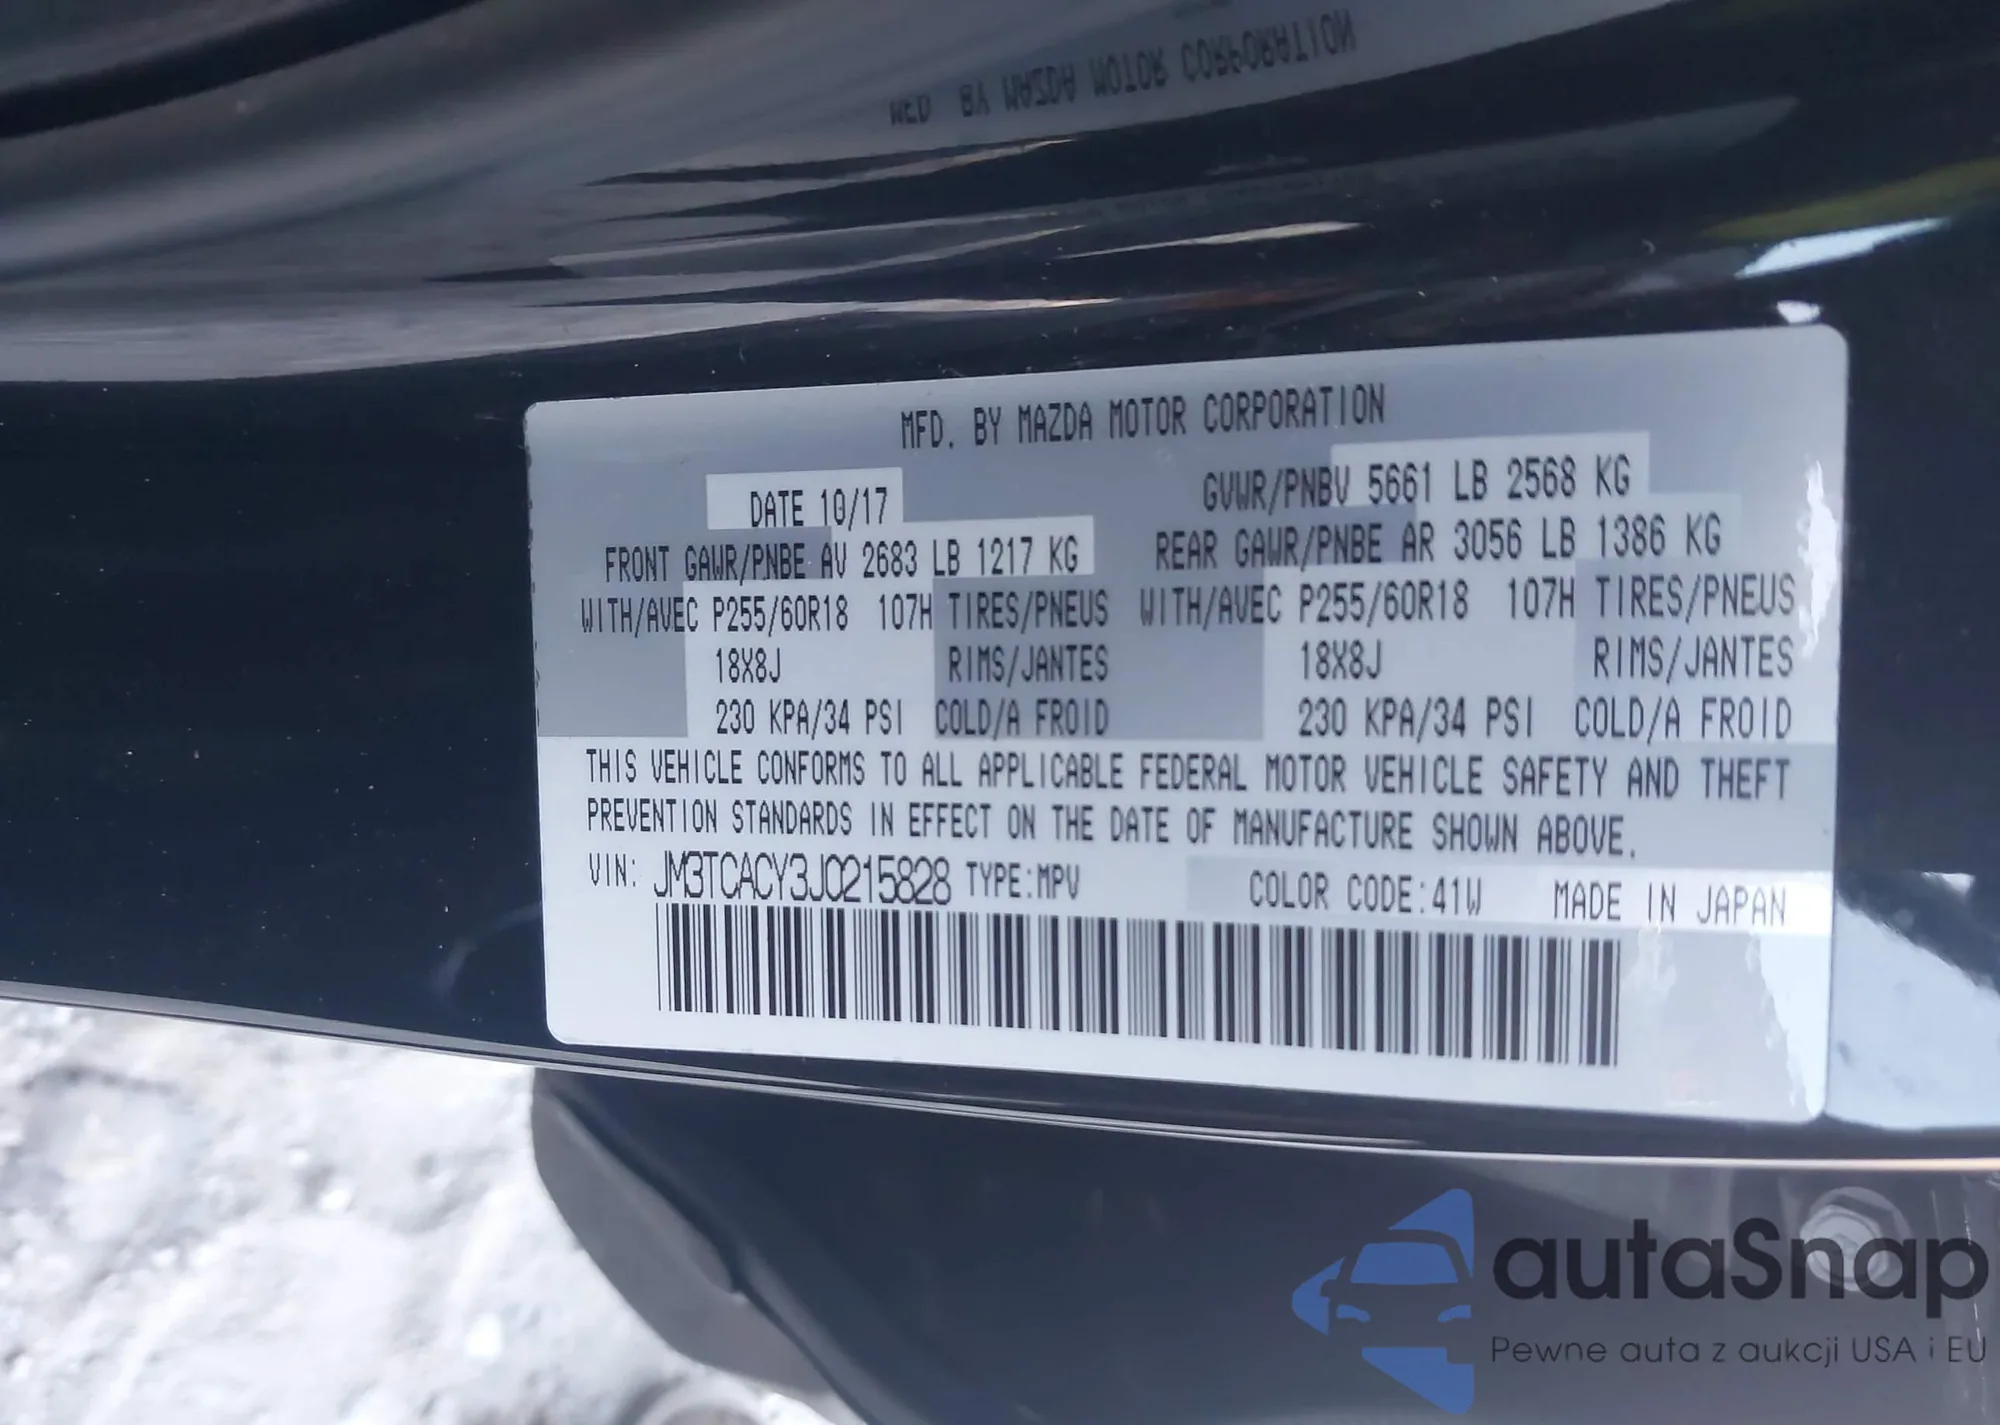 MFD. BY MAZDA MOTOR CORPORATION
MFD. BY MAZDA MOTOR CORPORATION
DATE 10/17 GVWR/PNBV 5661 LB 2568 KG
FRONT GAWR/PNBE AV 2683 LB 1217 KG REAR GAWR/PNBE AR 3056 LB 1386 KG
WITH/AVEC P255/60R18 107H TIRES/PNEUS WITH/AVEC P255/60R18 107H TIRES/PNEUS
18X8J RIMS/JANTES 18X8J RIMS/JANTES
230 KPA/34 PSI COLD/A FROID 230 KPA/34 PSI COLD/A FROID
THIS VEHICLE CONFORMS TO ALL APPLICABLE FEDERAL MOTOR VEHICLE SAFETY AND THEFT
PREVENTION STANDARDS IN EFFECT ON THE DATE OF MANUFACTURE SHOWN ABOVE.
VIN: JM3TCACY3J0215828 TYPE:MPV COLOR CODE:41W MADE IN JAPAN
autaSnap
Pewne auta z aukcji USA i EU